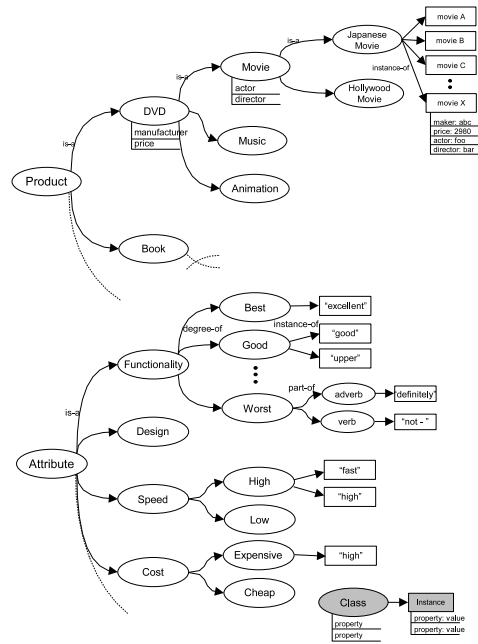 movie A
is-a
Japanese
Movie
movie B
Movie
movie C
is-a
instance-of
actor
director
Hollywood
Movie
movie X
DVD
maker: abc
price: 2980
actor: foo
director: bar
manufacturer
price
is-a
Music
Product
Animation
Book
Best
"excellent"
degree-of
instance-of
"good"
Functionality
Good
"upper"
part-of
adverb
"definitely"
is-a
Worst
verb
"not - "
Design
Attribute
High
"fast"
Speed
"high"
Low
Expensive
"high"
Cost
Cheap
Class
Instance
property
property
property: value
property: value